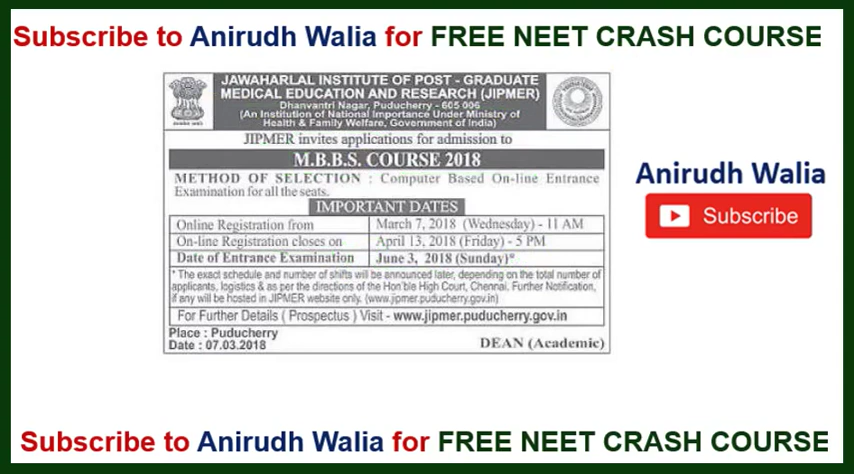 Subscribe to Anirudh Walia for FREE NEET CRASH COURSE
JAWAHARLAL INSTITUTE OF POST - GRADUATE
MEDICAL EDUCATION AND RESEARCH (JIPMER)
Dhanvantri Nagar, Puducherry - 605 006
(An Institution of National Importance Under Ministry of
Health & Family Welfare, Government of India)
JIPMER invites applications for admission to
M.B.B.S. COURSE 2018
METHOD OF SELECTION : Computer Based On-line Entrance
Examination for all the seats.
IMPORTANT DATES
Online Registration from March 7, 2018 (Wednesday) - 11 AM
On-line Registration closes on April 13, 2018 (Friday) - 5 PM
Date of Entrance Examination June 3, 2018 (Sunday)*
* The exact schedule and number of shifts will be announced later, depending on the total number of
applicants, logistics & as per the directions of the Hon'ble High Court, Chennai. Further Notification,
if any will be hosted in JIPMER website only. (www.jipmer.puducherry.gov.in)
For Further Details ( Prospectus ) Visit - www.jipmer.puducherry.gov.in
Place : Puducherry
Date : 07.03.2018 DEAN (Academic)
Anirudh Walia
Subscribe
Subscribe to Anirudh Walia for FREE NEET CRASH COURSE